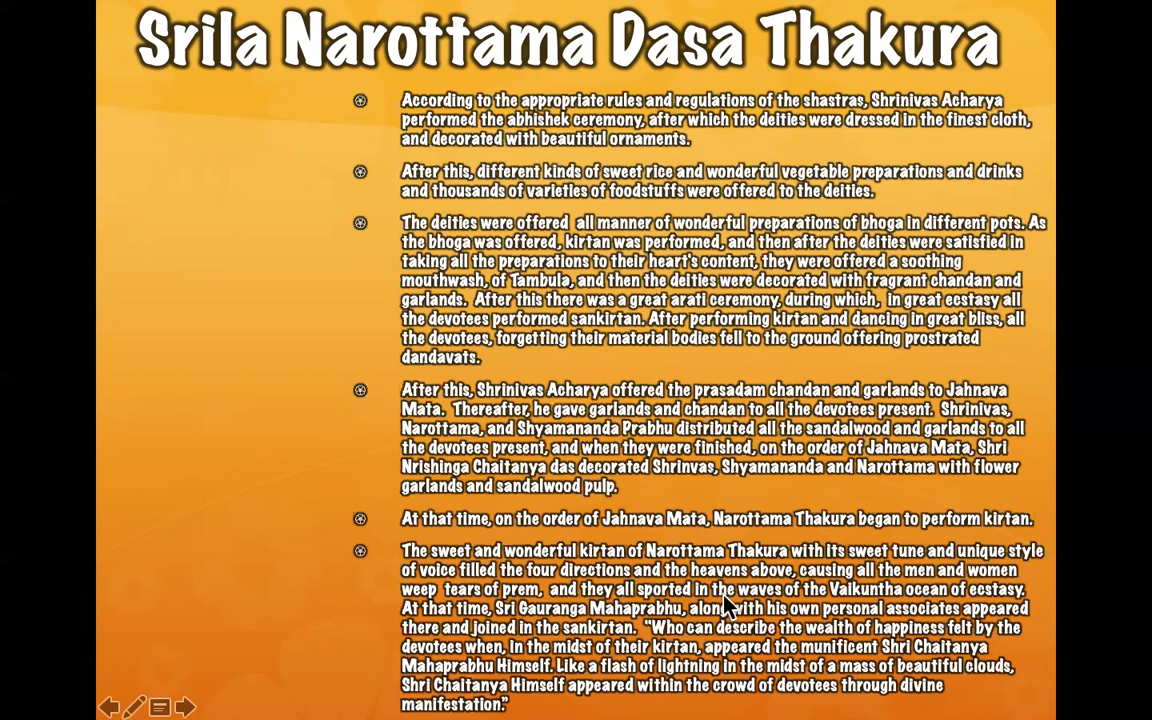 Srila Narottama Dasa Thakura
According to the appropriate rules and regulations of the shastras, Shrinivas Acharya
performed the abhishek ceremony, after which the deities were dressed in the finest cloth,
and decorated with beautiful ornaments.
After this, different kinds of sweet rice and wonderful vegetable preparations and drinks
and thousands of varieties of foodstuffs were offered to the deities.
The deities were offered all manner of wonderful preparations of bhoga in different pots. As
the bhoga was offered, kirtan was performed, and then after the deities were satisfied in
taking all the preparations to their heart's content, they were offered a soothing
mouthwash, of Tambula, and then the deities were decorated with fragrant chandan and
garlands. After this there was a great arati ceremony, during which, in great ecstasy all
the devotees performed sankirtan. After performing kirtan and dancing in great bliss, all
the devotees, forgetting their material bodies fell to the ground offering prostrated
dandavats.
After this, Shrinivas Acharya offered the prasadam chandan and garlands to Jahnava
Mata. Thereafter, he gave garlands and chandan to all the devotees present. Shrinivas,
Narottama, and Shyamananda Prabhu distributed all the sandalwood and garlands to all
the devotees present, and when they were finished, on the order of Jahnava Mata, Shri
Nrishinga Chaitanya das decorated Shrinvas, Shyamananda and Narottama with flower
garlands and sandalwood pulp.
At that time, on the order of Jahnava Mata, Narottama Thakura began to perform kirtan.
The sweet and wonderful kirtan of Narottama Thakura with its sweet tune and unique style
of voice filled the four directions and the heavens above, causing all the men and women
weep tears of prem, and they all sported in the waves of the Vaikuntha ocean of ecstasy.
At that time, Sri Gauranga Mahaprabhu, along with his own personal associates appeared
there and joined in the sankirtan. "Who can describe the wealth of happiness felt by the
devotees when, in the midst of their kirtan, appeared the munificent Shri Chaitanya
Mahaprabhu Himself. Like a flash of lightning in the midst of a mass of beautiful clouds,
Shri Chaitanya Himself appeared within the crowd of devotees through divine
manifestation."